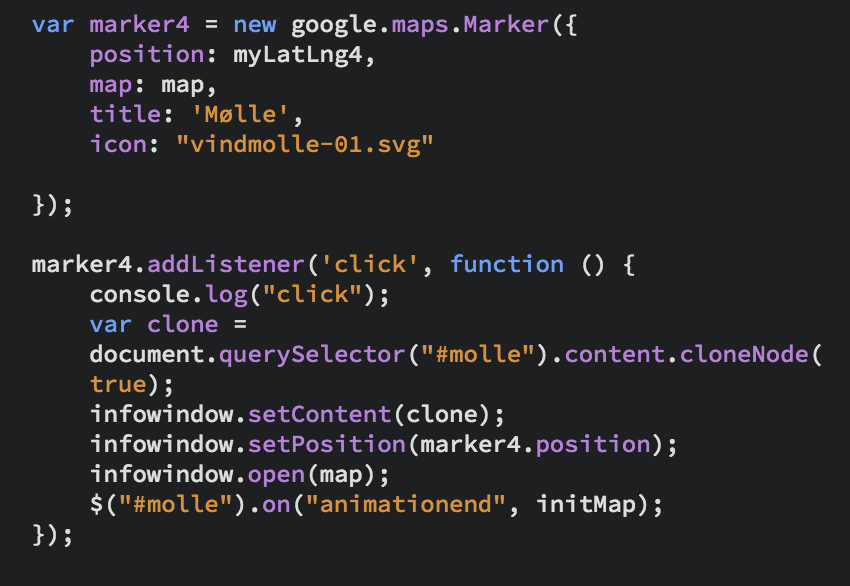 var marker4 = new google.maps.Marker({
position: myLatLng4,
map: map,
title: 'Mølle',
icon: "vindmolle-01.svg"
});
marker4.addListener('click', function () {
console.log("click");
var clone =
document.querySelector("#molle").content.cloneNode(
true);
infowindow.setContent(clone);
infowindow.setPosition(marker4.position);
infowindow.open(map);
$("#molle").on("animationend", initMap);
});